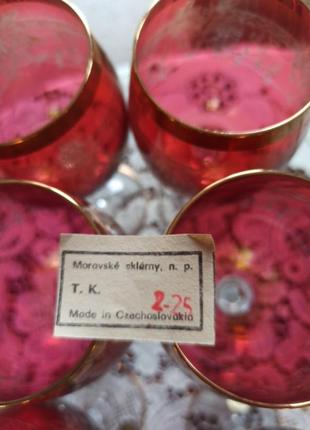 Moravské sklárny, n. p.
T. K.
2-25
Made in Czechoslovakia